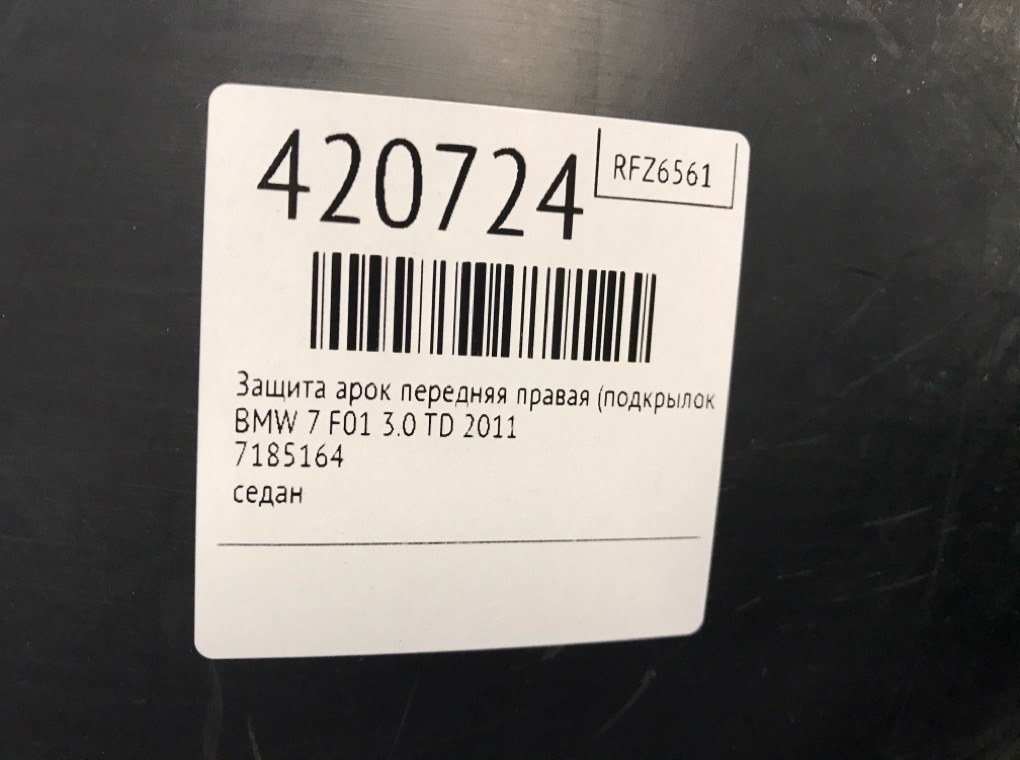 420724
RFZ6561
Защита арок передняя правая (подкрылок
BMW 7 F01 3.0 TD 2011
7185164
седан